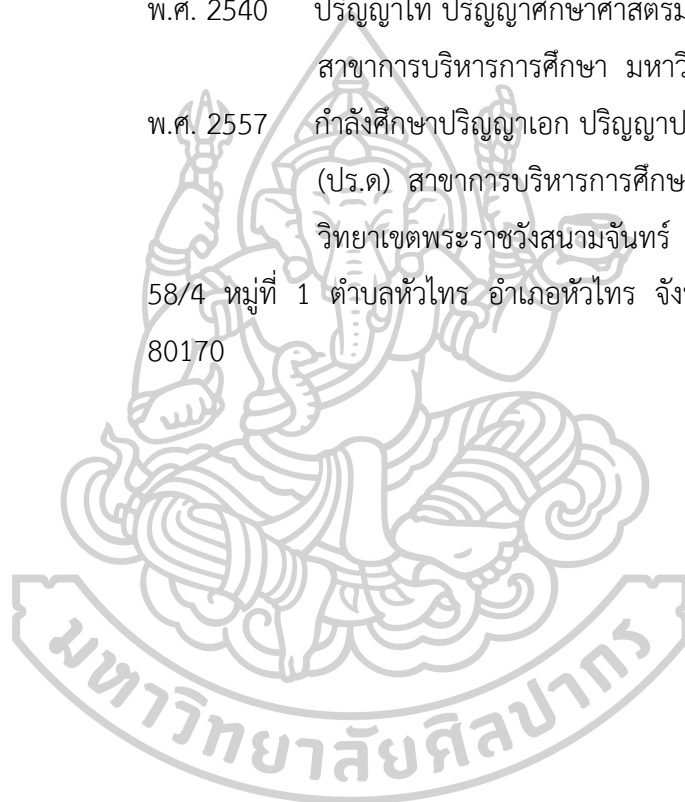 พ.ศ. 2540 ปริญญาโท ปริญญาศึกษาศาสตรม
สาขาการบริหารการศึกษา มหาวิ
พ.ศ. 2557 กำลังศึกษาปริญญาเอก ปริญญาป
(ปร.ด) สาขาการบริหารการศึกษ
วิทยาเขตพระราชวังสนามจันทร์
58/4 หมู่ที่ 1 ตำบลหัวไทร อำเภอหัวไทร จัง
80170
มหาวิทยาลัยศิลปากร